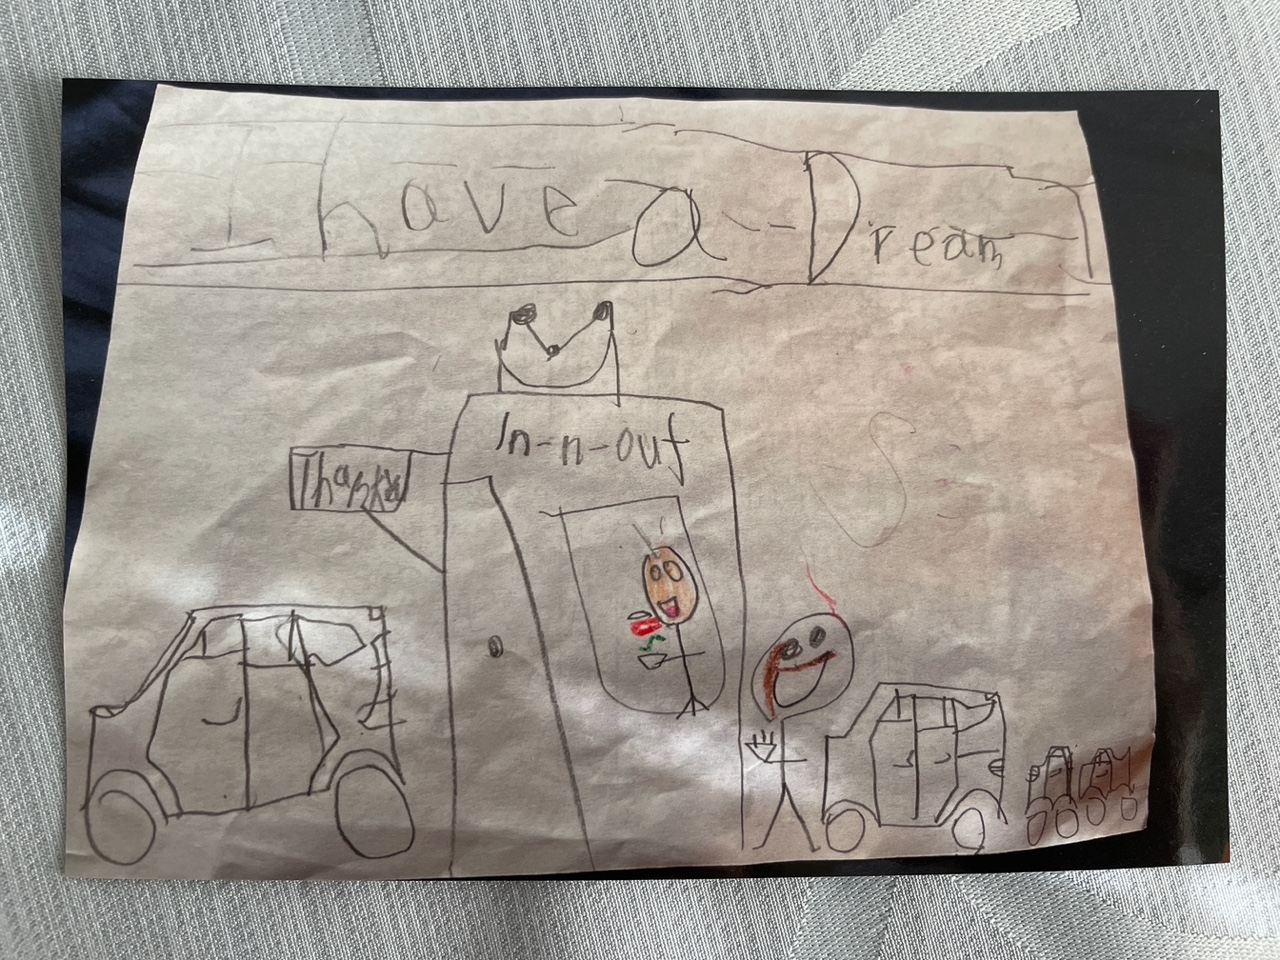 I have a Dream
In-n-out
Thanks